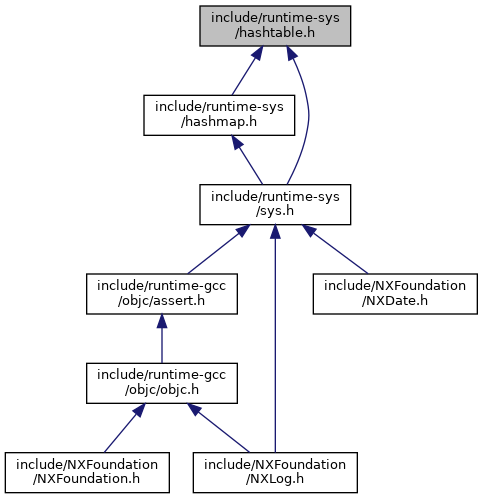 include/runtime-sys
/hashtable.h
include/runtime-sys
/hashmap.h
include/runtime-sys
/sys.h
include/runtime-gcc
/objc/assert.h
include/NXFoundation
/NXDate.h
include/runtime-gcc
/objc/objc.h
include/NXFoundation
/NXFoundation.h
include/NXFoundation
/NXLog.h